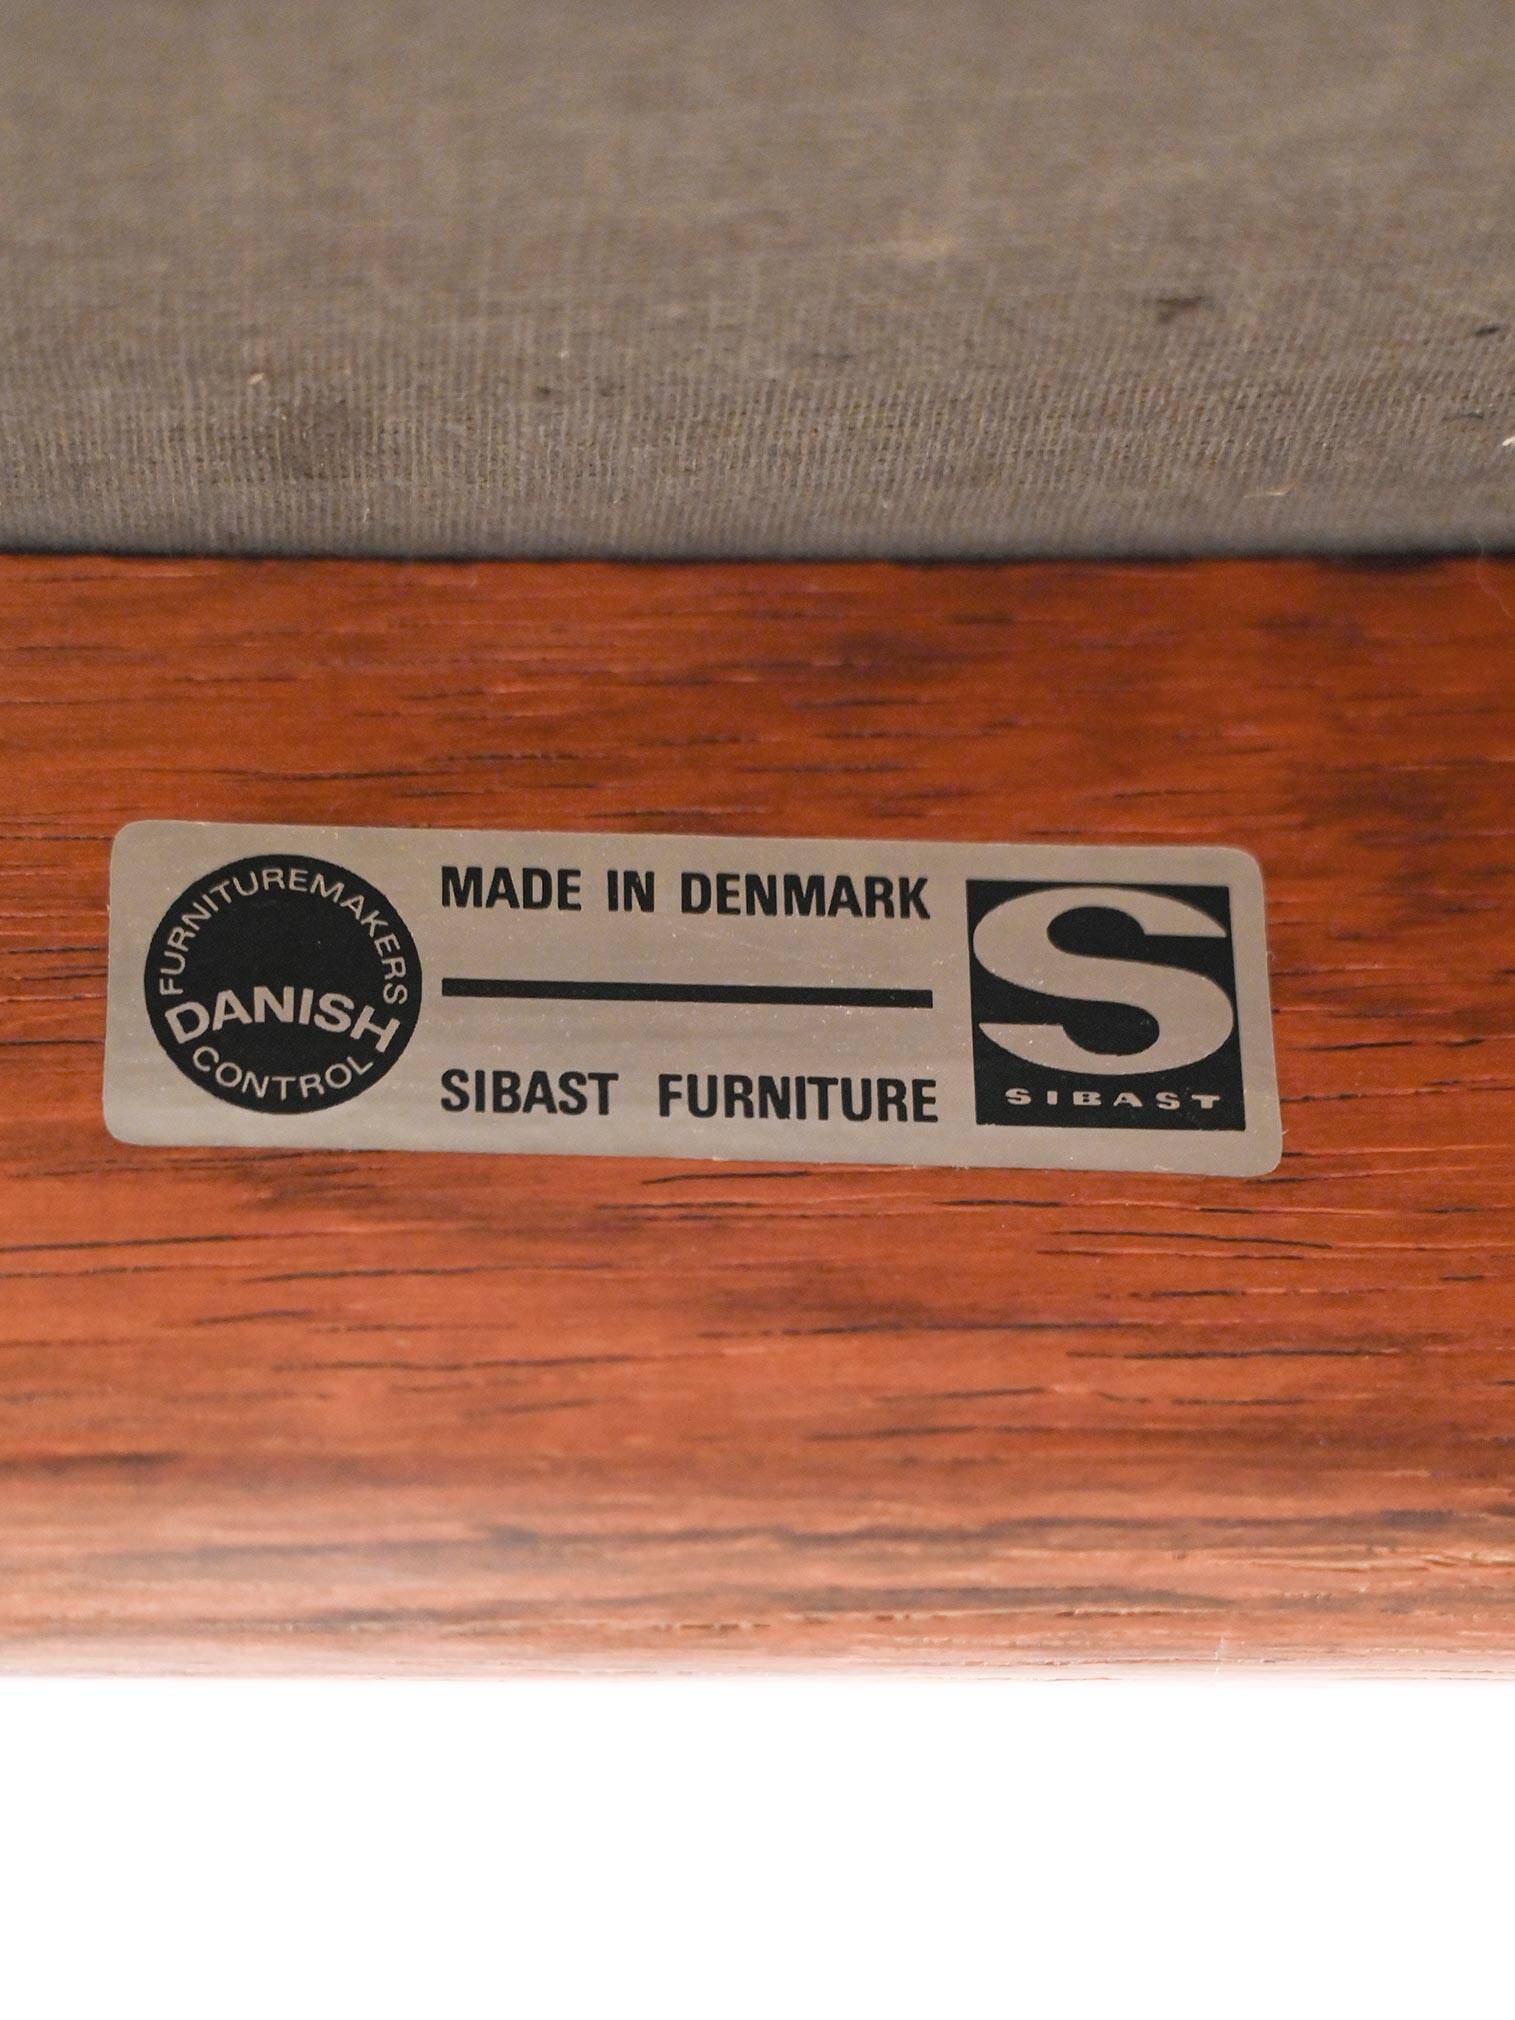 FURNITUREMAKERS
DANISH
CONTROL
MADE IN DENMARK
SIBAST FURNITURE
S
SIBAST